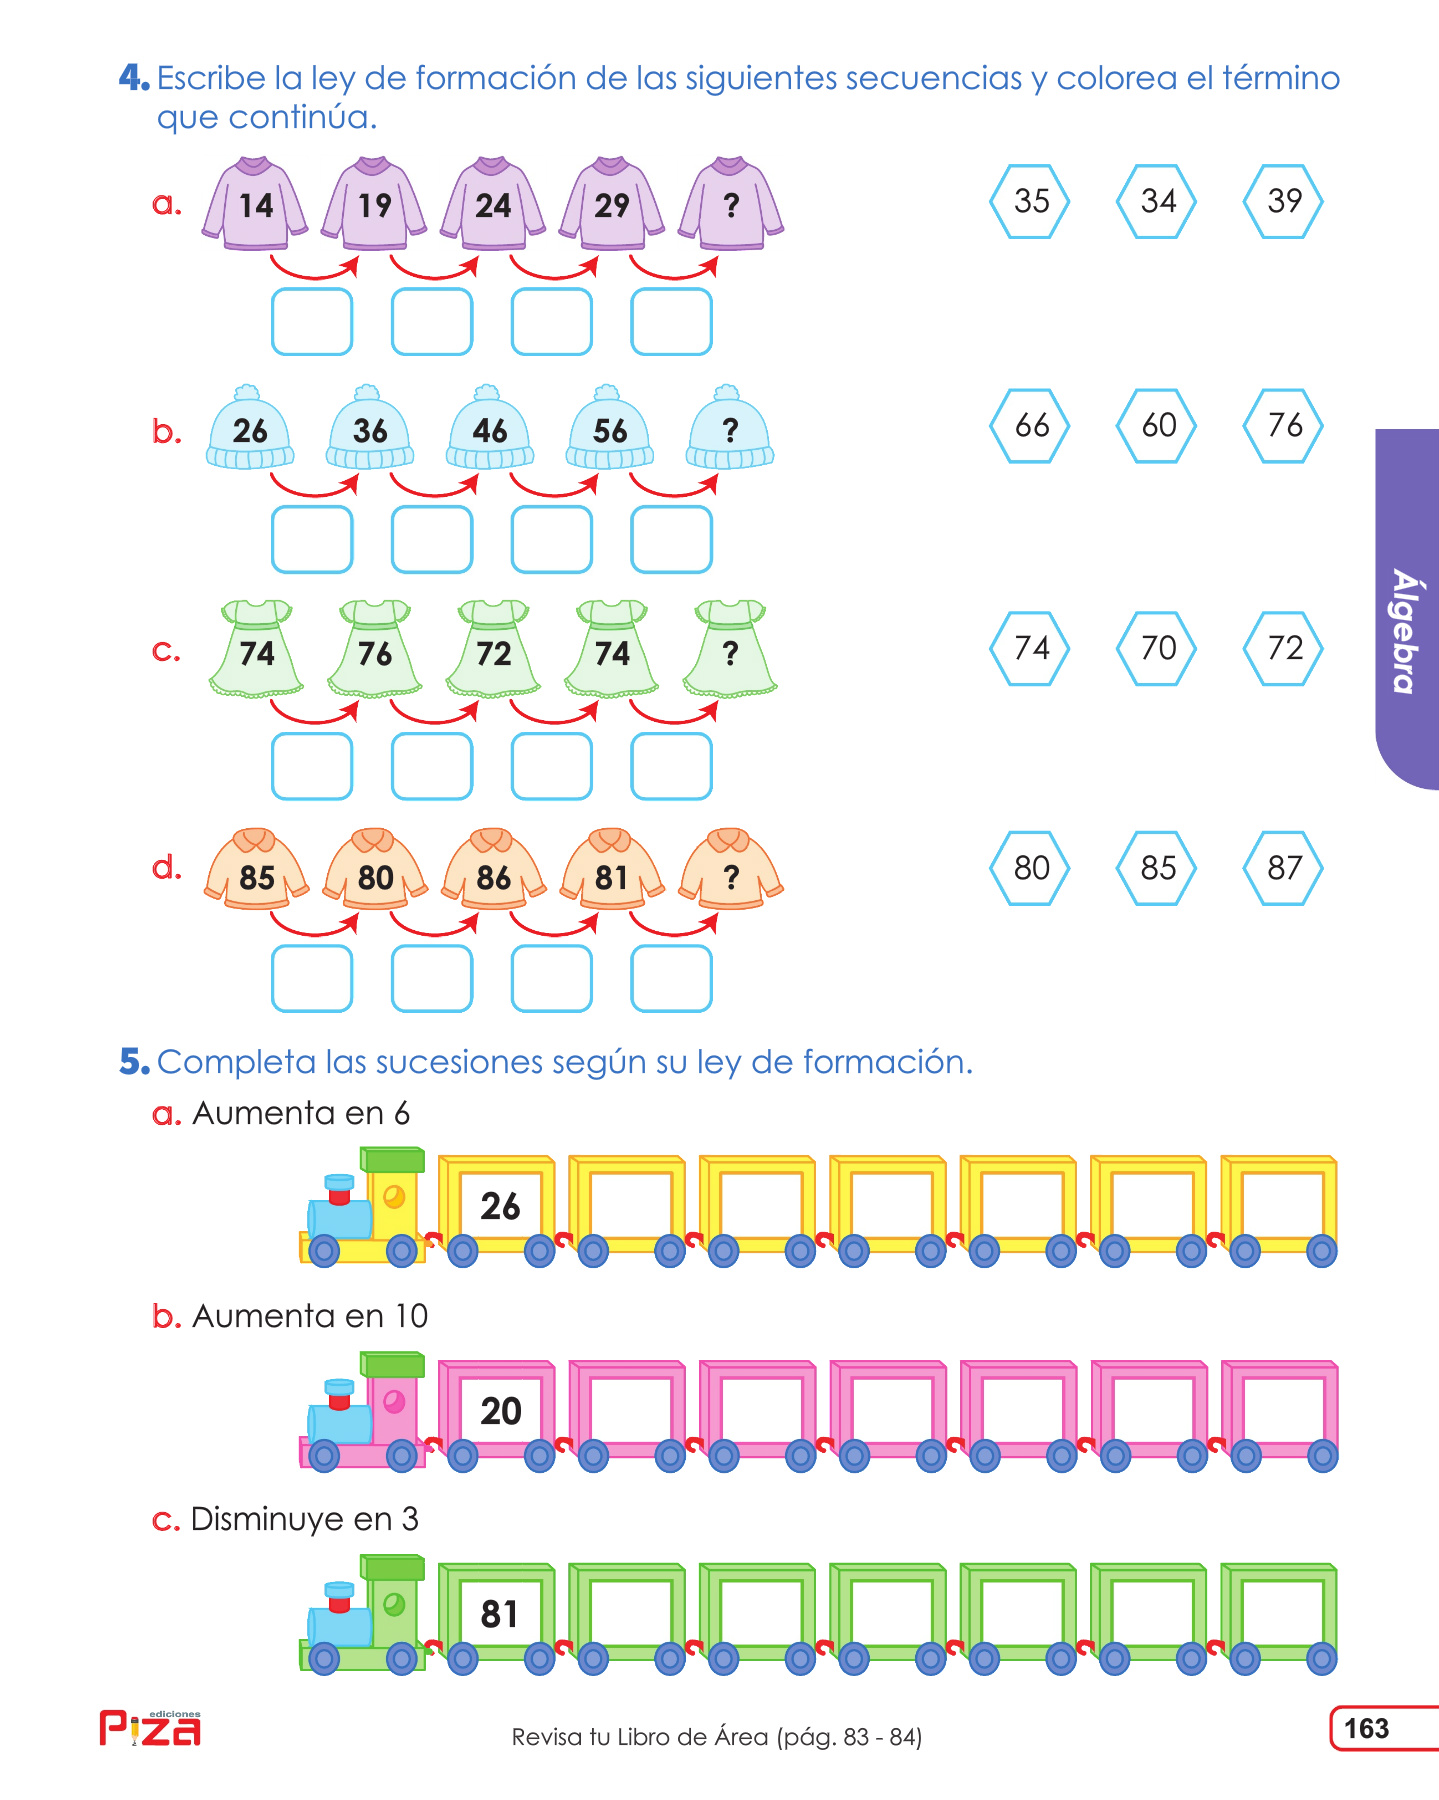 4. Escribe la ley de formación de las siguientes secuencias y colorea el término
que continúa.
a. 14 19 24 29 ? 35 34 39
b. 26 36 46 56 ? 66 60 76
c. 74 76 72 74 ? 74 70 72
Álgebra
d. 85 80 86 81 ? 80 85 87
5. Completa las sucesiones según su ley de formación.
a. Aumenta en 6
26
b. Aumenta en 10
20
c. Disminuye en 3
81
ediciones
Piza
Revisa tu Libro de Área (pág. 83 - 84)
163